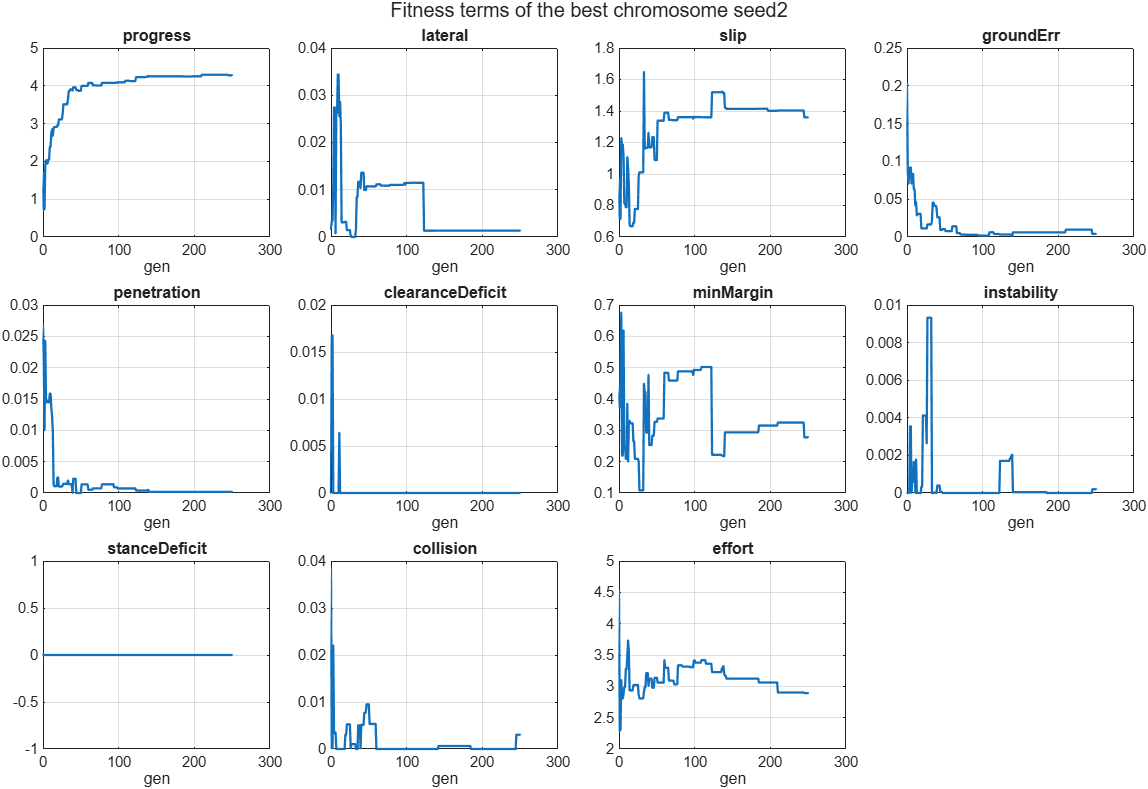 Fitness terms of the best chromosome seed2
progress
5
4
3
2
1
0
0 100 200 300
gen
lateral
0.04
0.03
0.02
0.01
0
0 100 200 300
gen
slip
1.8
1.6
1.4
1.2
1
0.8
0.6
0 100 200 300
gen
groundErr
0.25
0.2
0.15
0.1
0.05
0
0 100 200 300
gen
penetration
0.03
0.025
0.02
0.015
0.01
0.005
0
0 100 200 300
gen
clearanceDeficit
0.02
0.015
0.01
0.005
0
0 100 200 300
gen
minMargin
0.7
0.6
0.5
0.4
0.3
0.2
0.1
0 100 200 300
gen
instability
0.01
0.008
0.006
0.004
0.002
0
0 100 200 300
gen
stanceDeficit
1
0.5
0
-0.5
-1
0 100 200 300
gen
collision
0.04
0.03
0.02
0.01
0
0 100 200 300
gen
effort
5
4.5
4
3.5
3
2.5
2
0 100 200 300
gen